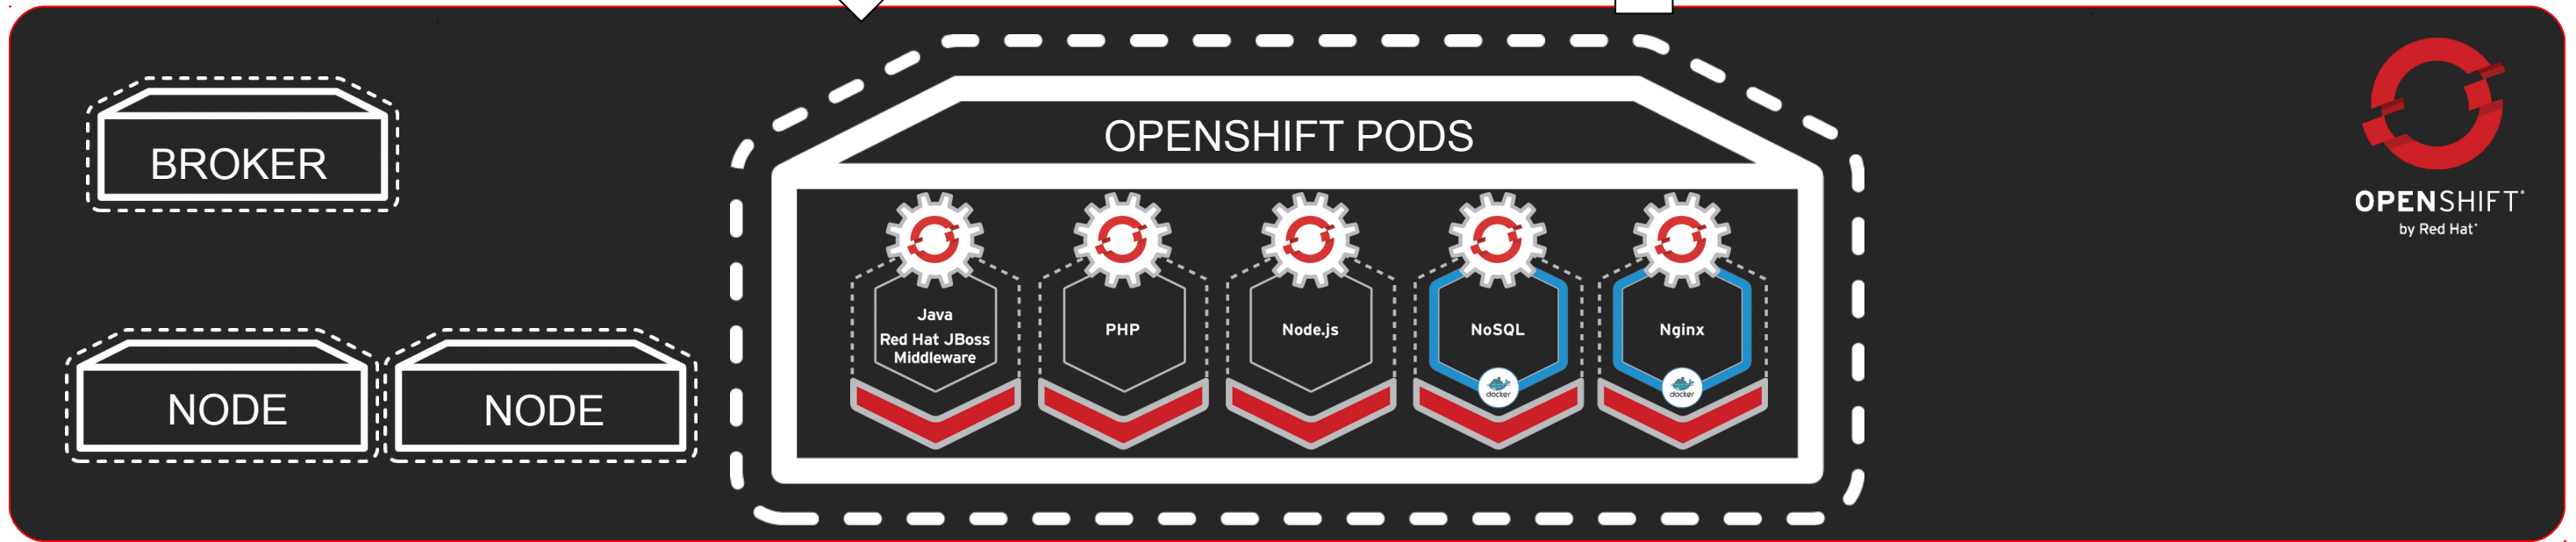 BROKER
NODE
NODE
OPENSHIFT PODS
Java
Red Hat JBoss
Middleware
PHP
Node.js
NoSQL
docker
Nginx
docker
OPENSHIFT
by Red Hat